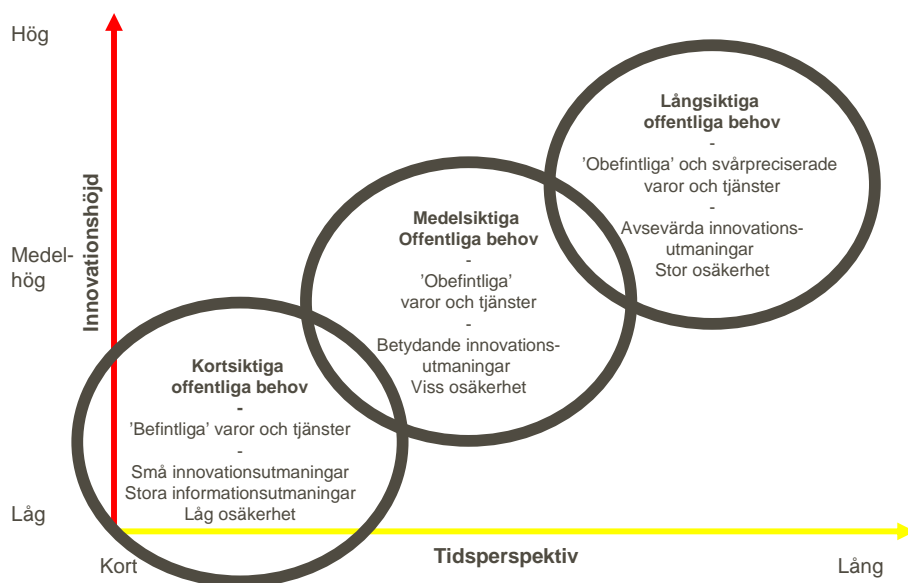 Hög
Innovationshöjd
Medel-
hög
Låg
Långsiktiga
offentliga behov
-
’Obefintliga’ och svårpreciserade
varor och tjänster
-
Avsevärda innovations-
utmaningar
Stor osäkerhet
Medelsiktiga
Offentliga behov
-
’Obefintliga’
varor och tjänster
-
Betydande innovations-
utmaningar
Viss osäkerhet
Kortsiktiga
offentliga behov
-
’Befintliga’ varor och tjänster
-
Små innovationsutmaningar
Stora informationsutmaningar
Låg osäkerhet
Kort
Tidsperspektiv
Lång